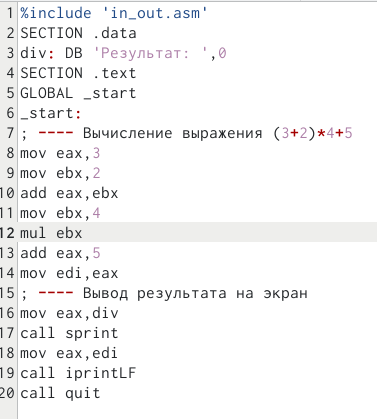 1 %include 'in_out.asm'
2 SECTION .data
3 div: DB 'Результат: ',0
4 SECTION .text
5 GLOBAL _start
6 _start:
7 ; ---- Вычисление выражения (3+2)*4+5
8 mov eax,3
9 mov ebx,2
10 add eax,ebx
11 mov ebx,4
12 mul ebx
13 add eax,5
14 mov edi,eax
15 ; ---- Вывод результата на экран
16 mov eax,div
17 call sprint
18 mov eax,edi
19 call iprintLF
20 call quit